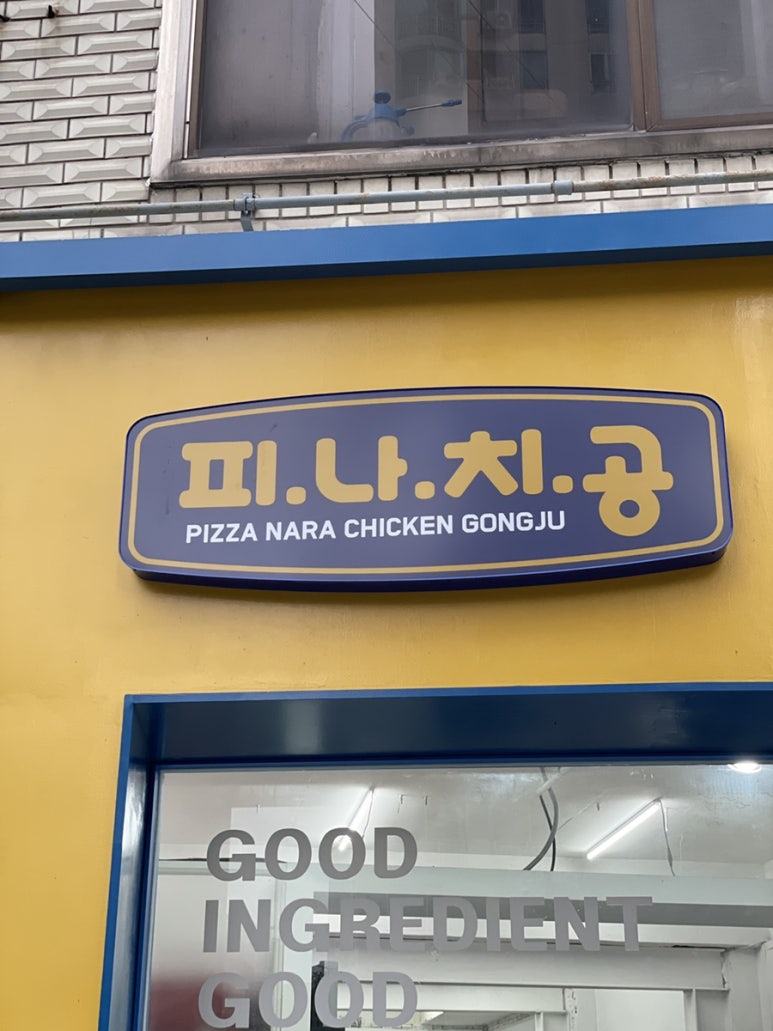 피.나.치.공
PIZZA NARA CHICKEN GONGJU
GOOD
INGREDIENT
GOOD